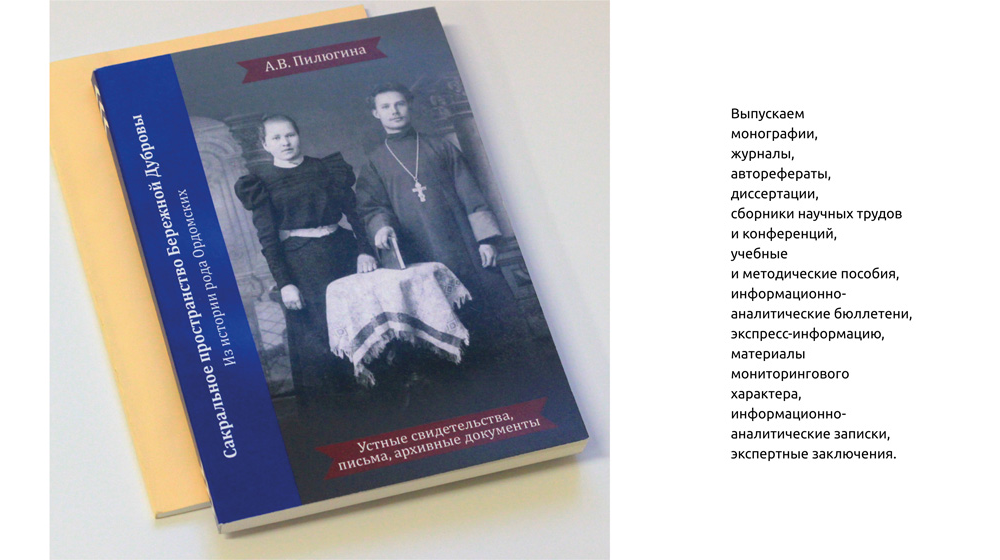 А.В. Пилюгина
Сакральное пространство Бережной Дубровы
Из истории рода Ордомских
Устные свидетельства,
письма, архивные документы
Выпускаем
монографии,
журналы,
авторефераты,
диссертации,
сборники научных трудов
и конференций,
учебные
и методические пособия,
информационно-
аналитические бюллетени,
экспресс-информацию,
материалы
мониторингового
характера,
информационно-
аналитические записки,
экспертные заключения.